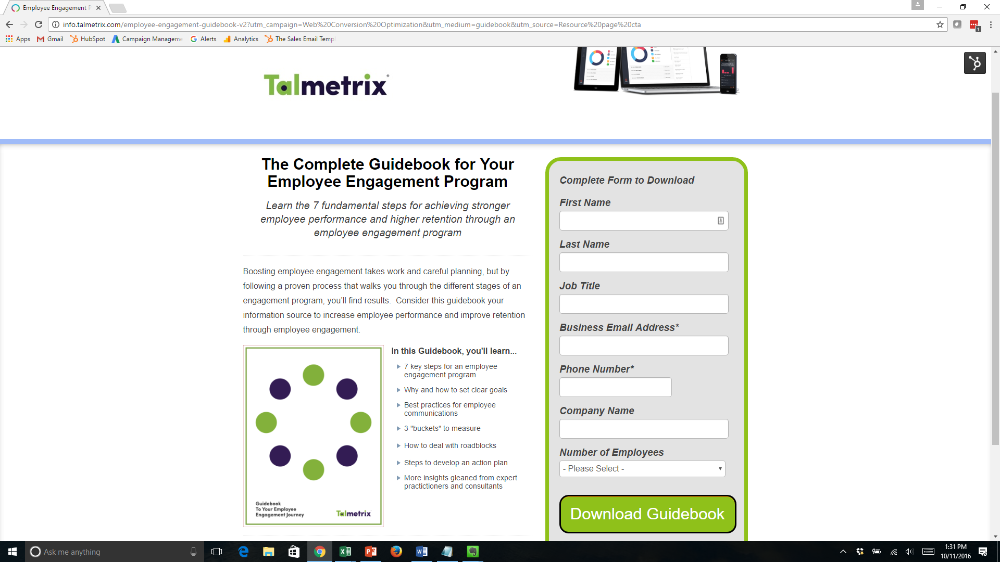 Employee Engagement P
info.talmetrix.com/employee-engagement-guidebook-v2?utm_campaign=Web%20Conversion%20Optimization&utm_medium=guidebook&utm_source=Resource%20page%20cta
1
Apps
Gmail
HubSpot
Campaign Manageme
Alerts
Analytics
The Sales Email Templ
Talmetrix®
The Complete Guidebook for Your
Employee Engagement Program
Learn the 7 fundamental steps for achieving stronger
employee performance and higher retention through an
employee engagement program
Boosting employee engagement takes work and careful planning, but by
following a proven process that walks you through the different stages of an
engagement program, you'll find results.  Consider this guidebook your
information source to increase employee performance and improve retention
through employee engagement.
Guidebook
To Your Employee
Engagement Journey
Talmetrix
In this Guidebook, you'll learn...
7 key steps for an employee
engagement program
Why and how to set clear goals
Best practices for employee
communications
3 "buckets" to measure
How to deal with roadblocks
Steps to develop an action plan
More insights gleaned from expert
practictioners and consultants
Complete Form to Download
First Name
Last Name
Job Title
Business Email Address*
Phone Number*
Company Name
Number of Employees
- Please Select -
Download Guidebook
Ask me anything
1:31 PM
10/11/2016